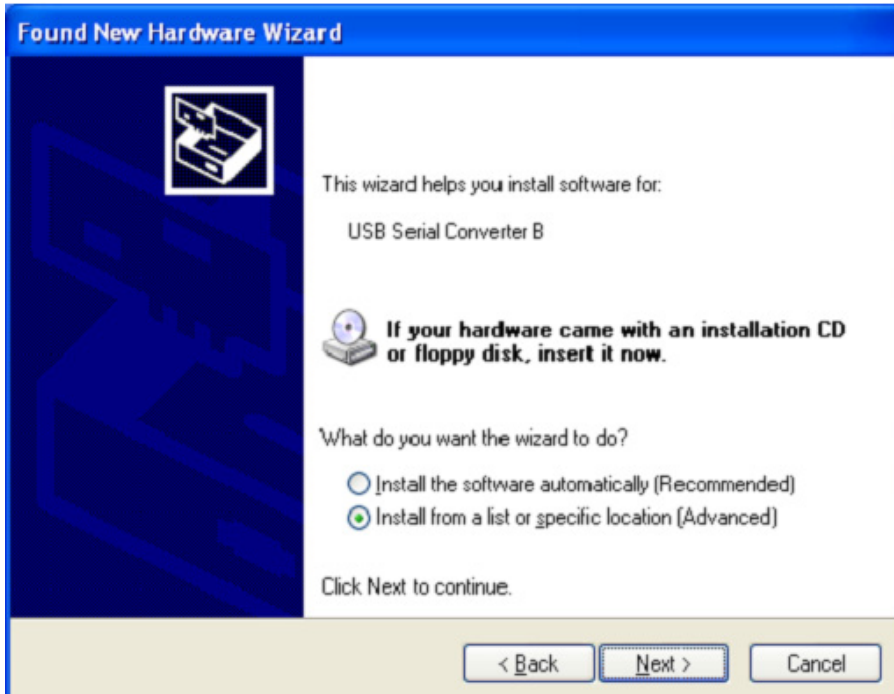 Found New Hardware Wizard
This wizard helps you install software for:
USB Serial Converter B
If your hardware came with an installation CD
or floppy disk, insert it now.
What do you want the wizard to do?
Install the software automatically (Recommended)
Install from a list or specific location (Advanced)
Click Next to continue.
< Back Next > Cancel